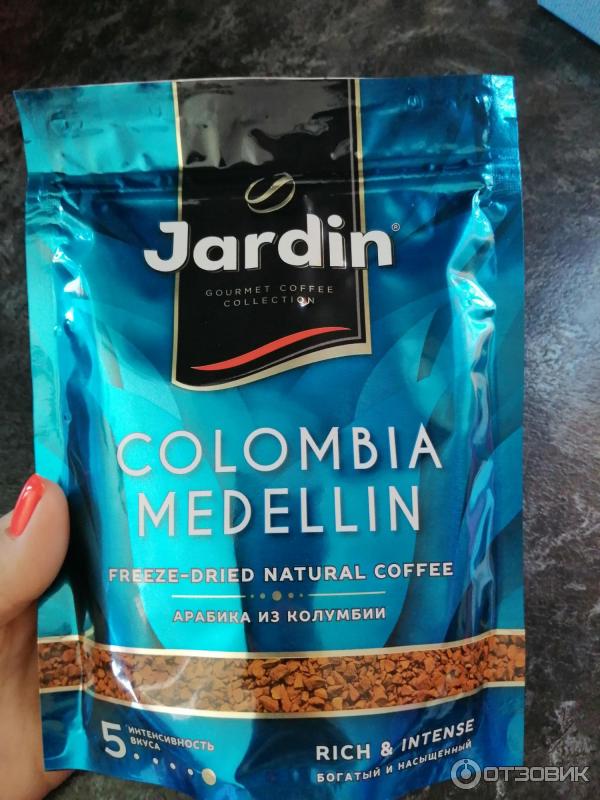 Jardin®
GOURMET COFFEE
COLLECTION
COLOMBIA
MEDELLIN
FREEZE-DRIED NATURAL COFFEE
АРАБИКА ИЗ КОЛУМБИИ
5 ИНТЕНСИВНОСТЬ
ВКУСА
RICH & INTENSE
БОГАТЫЙ И НАСЫЩЕННЫЙ
ОТЗОВИК